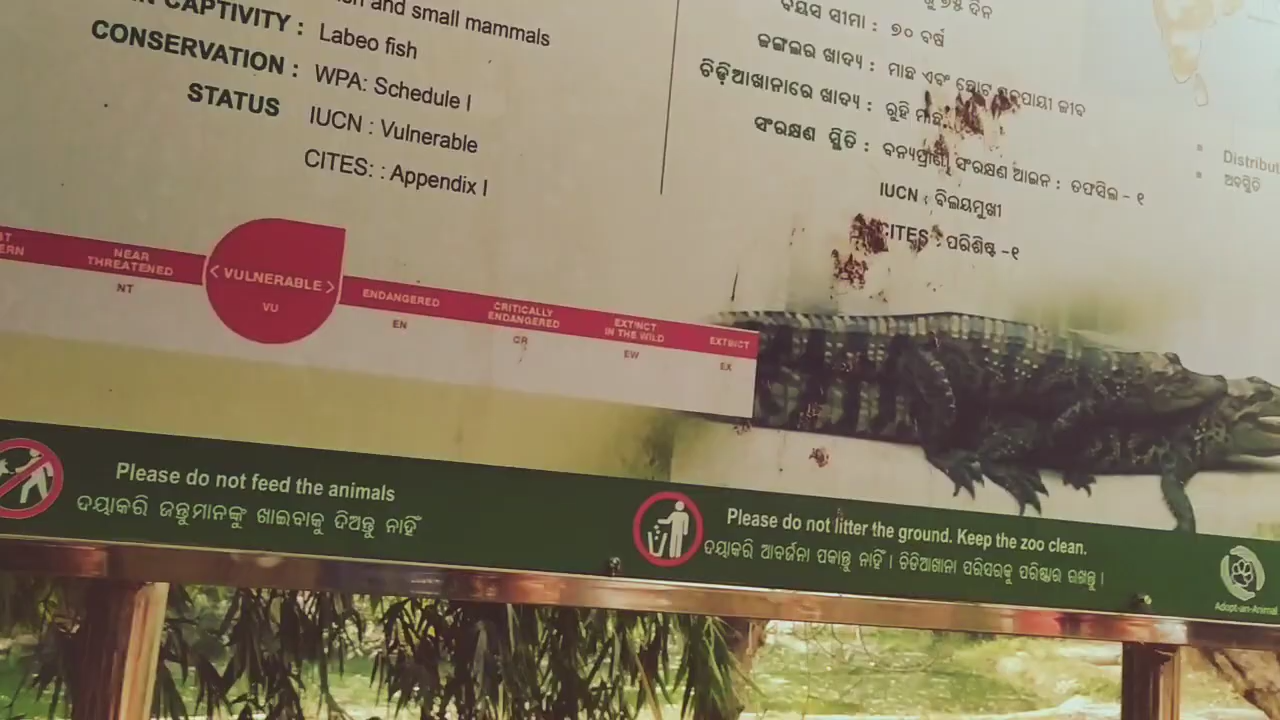 and small mammals
CAPTIVITY : Labeo fish
CONSERVATION : WPA: Schedule I
STATUS IUCN : Vulnerable
CITES: : Appendix I
୭୫ ଦିନ
ବୟସ ସୀମା : ୭୦ ବର୍ଷ
ଜଙ୍ଗଲର ଖାଦ୍ୟ : ମାଛ ଏବଂ ଛୋଟ ସ୍ତନ୍ୟପାୟୀ ଜୀବ
ଚିଡ଼ିଆଖାନାରେ ଖାଦ୍ୟ : ରୁହି ମାଛ
ସଂରକ୍ଷଣ ସ୍ଥିତି : ବନ୍ୟପ୍ରାଣୀ ସଂରକ୍ଷଣ ଆଇନ : ତଫସିଲ - ୧
IUCN : ବିଲୟମୁଖୀ
CITES : ପରିଶିଷ୍ଟ -୧
ଅବସ୍ଥିତି
NEAR THREATENED
NT
< VULNERABLE >
VU
ENDANGERED
EN
CRITICALLY ENDANGERED
CR
EXTINCT IN THE WILD
EW
EXTINCT
EX
Please do not feed the animals
ଦୟାକରି ଜନ୍ତୁମାନଙ୍କୁ ଖାଇବାକୁ ଦିଅନ୍ତୁ ନାହିଁ
Please do not litter the ground. Keep the zoo clean.
ଦୟାକରି ଆବର୍ଜନା ପକାନ୍ତୁ ନାହିଁ । ଚିଡିଆଖାନା ପରିସରକୁ ପରିଷ୍କାର ରଖନ୍ତୁ ।
Adopt-an-Animal